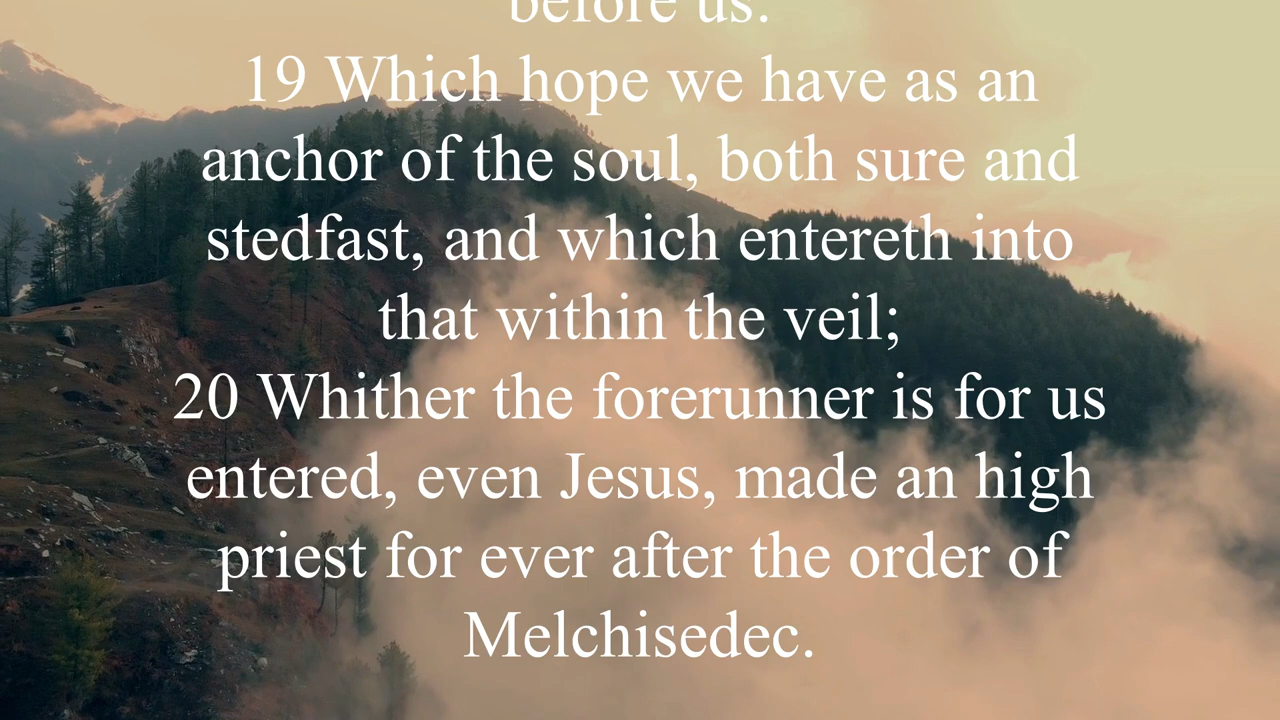 before us:
19 Which hope we have as an
anchor of the soul, both sure and
stedfast, and which entereth into
that within the veil;
20 Whither the forerunner is for us
entered, even Jesus, made an high
priest for ever after the order of
Melchisedec.